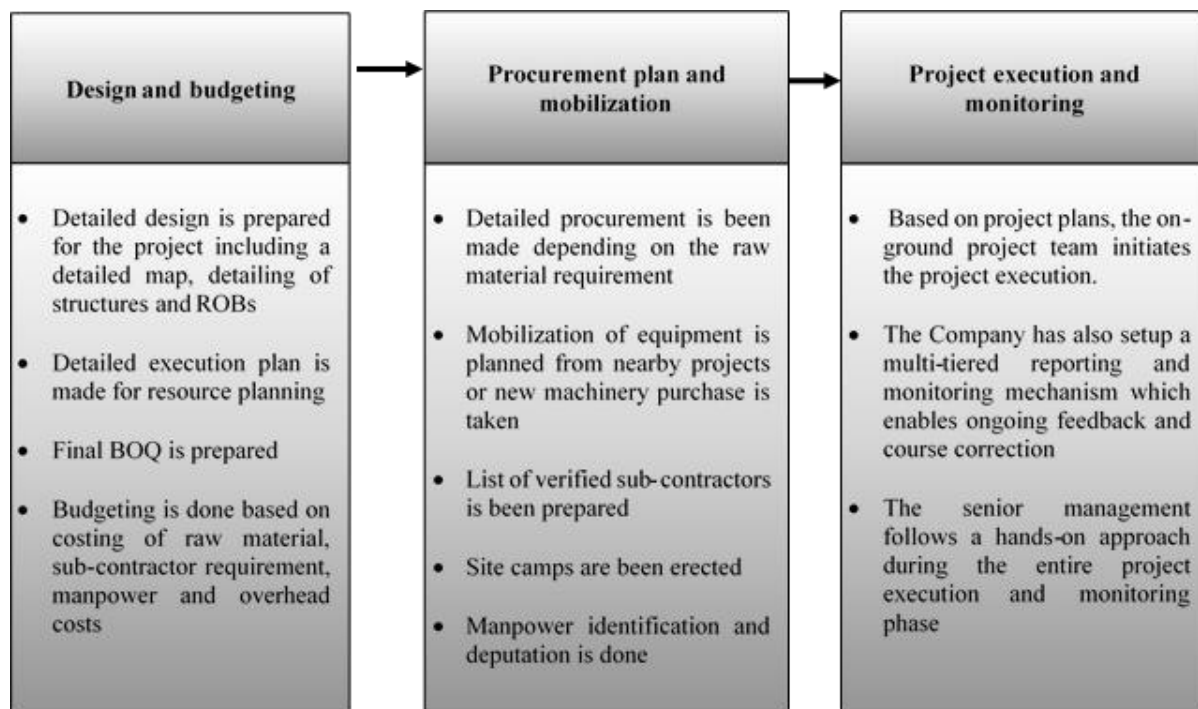 Design and budgeting
• Detailed design is prepared
for the project including a
detailed map, detailing of
structures and ROBs
• Detailed execution plan is
made for resource planning
• Final BOQ is prepared
• Budgeting is done based on
costing of raw material,
sub-contractor requirement,
manpower and overhead
costs
Procurement plan and
mobilization
• Detailed procurement is been
made depending on the raw
material requirement
• Mobilization of equipment is
planned from nearby projects
or new machinery purchase is
taken
• List of verified sub-contractors
is been prepared
• Site camps are been erected
• Manpower identification and
deputation is done
Project execution and
monitoring
• Based on project plans, the on-
ground project team initiates
the project execution.
• The Company has also setup a
multi-tiered reporting and
monitoring mechanism which
enables ongoing feedback and
course correction
• The senior management
follows a hands-on approach
during the entire project
execution and monitoring
phase